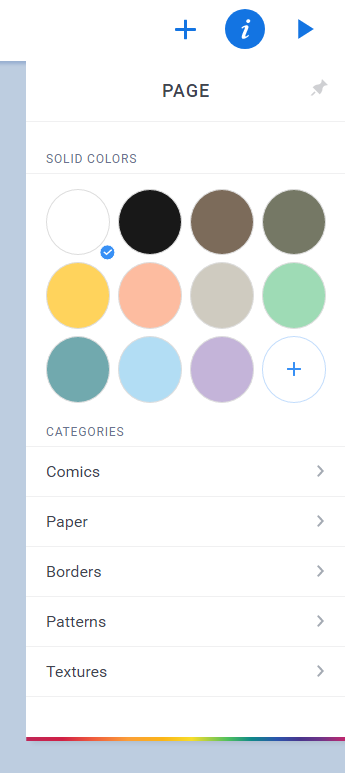 i
PAGE
SOLID COLORS
CATEGORIES
Comics
Paper
Borders
Patterns
Textures